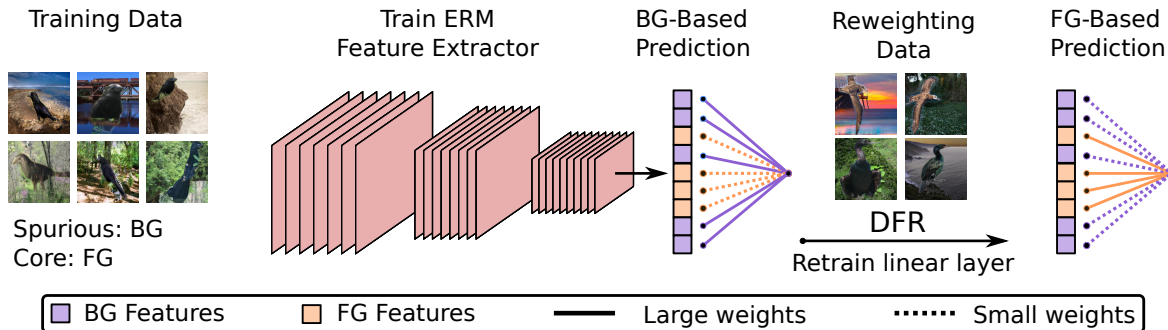 Training Data
Train ERM
Feature Extractor
BG-Based
Prediction
Reweighting
Data
FG-Based
Prediction
Spurious: BG
Core: FG
DFR
Retrain linear layer
BG Features
FG Features
Large weights
Small weights